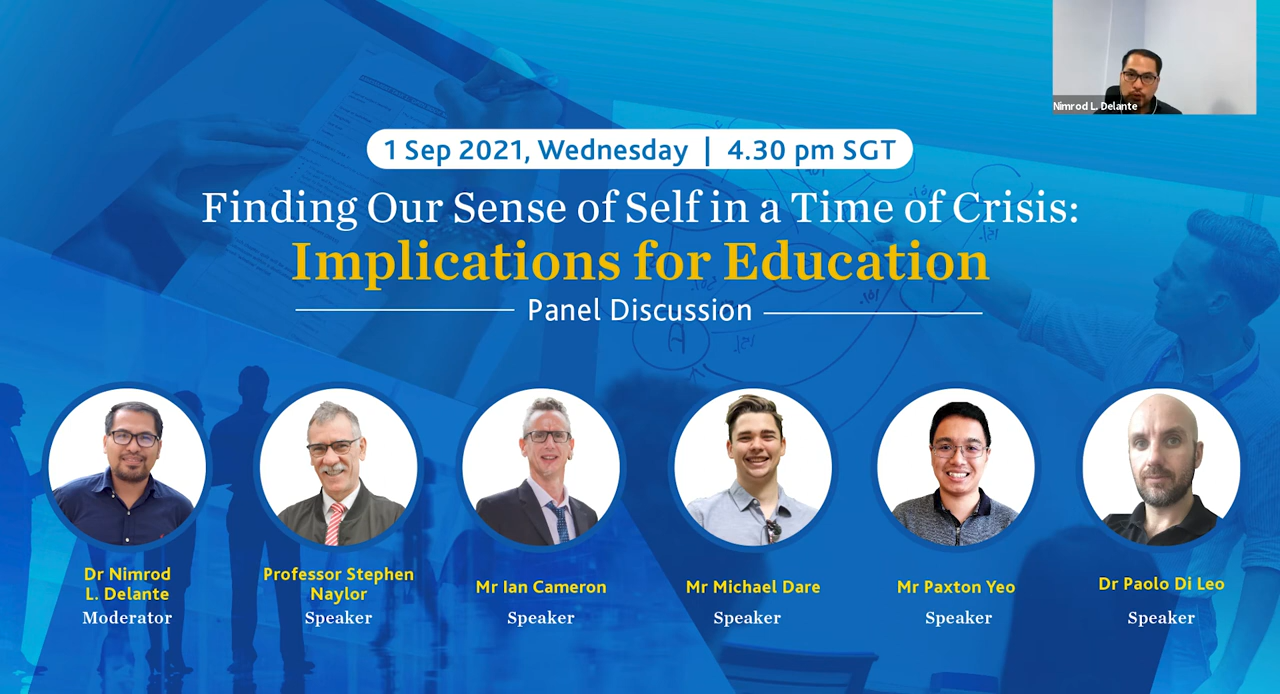 Nimrod L. Delante
1 Sep 2021, Wednesday | 4.30 pm SGT
Finding Our Sense of Self in a Time of Crisis:
Implications for Education
Panel Discussion
A
Dr Nimrod
L. Delante
Moderator
Professor Stephen
Naylor
Speaker
Mr Ian Cameron
Speaker
Mr Michael Dare
Speaker
Mr Paxton Yeo
Speaker
Dr Paolo Di Leo
Speaker